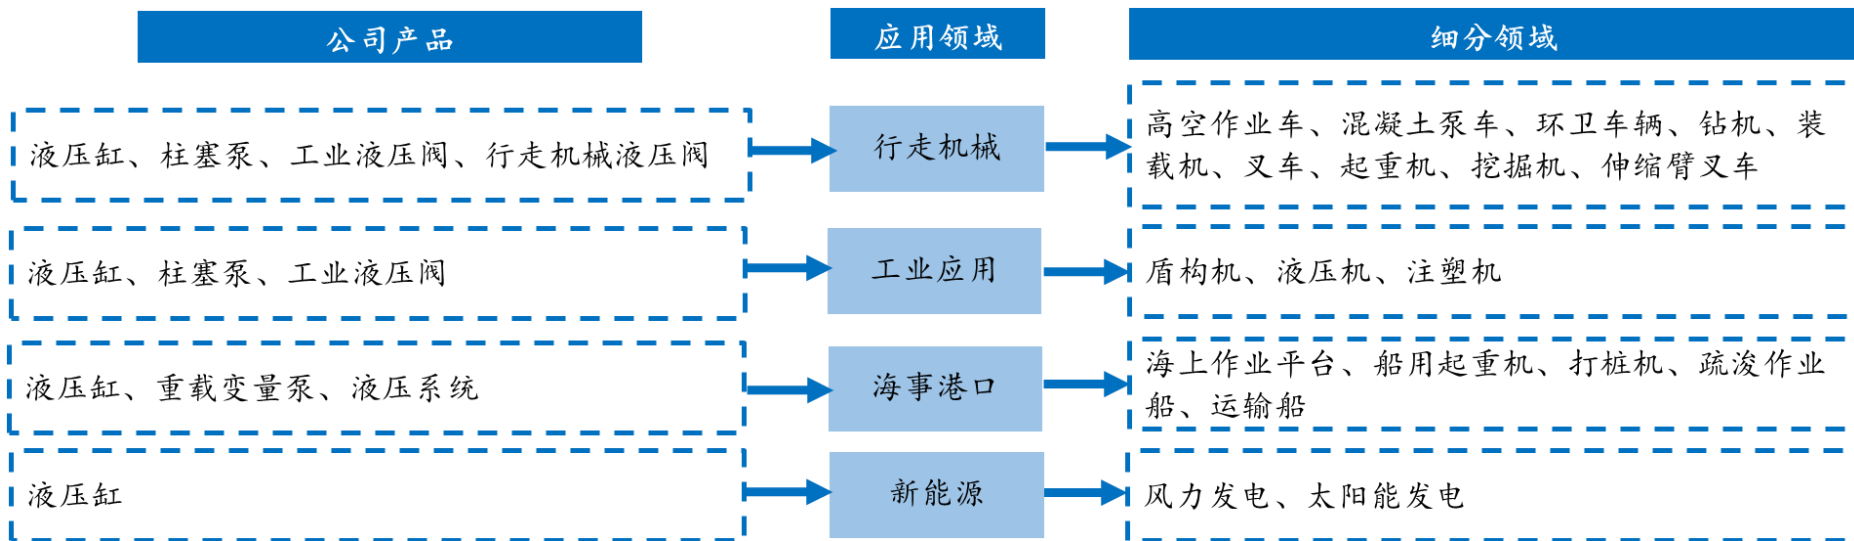 公司产品
应用领域
细分领域
液压缸、柱塞泵、工业液压阀、行走机械液压阀
行走机械
高空作业车、混凝土泵车、环卫车辆、钻机、装
载机、叉车、起重机、挖掘机、伸缩臂叉车
液压缸、柱塞泵、工业液压阀
工业应用
盾构机、液压机、注塑机
液压缸、重载变量泵、液压系统
海事港口
海上作业平台、船用起重机、打桩机、疏浚作业
船、运输船
液压缸
新能源
风力发电、太阳能发电